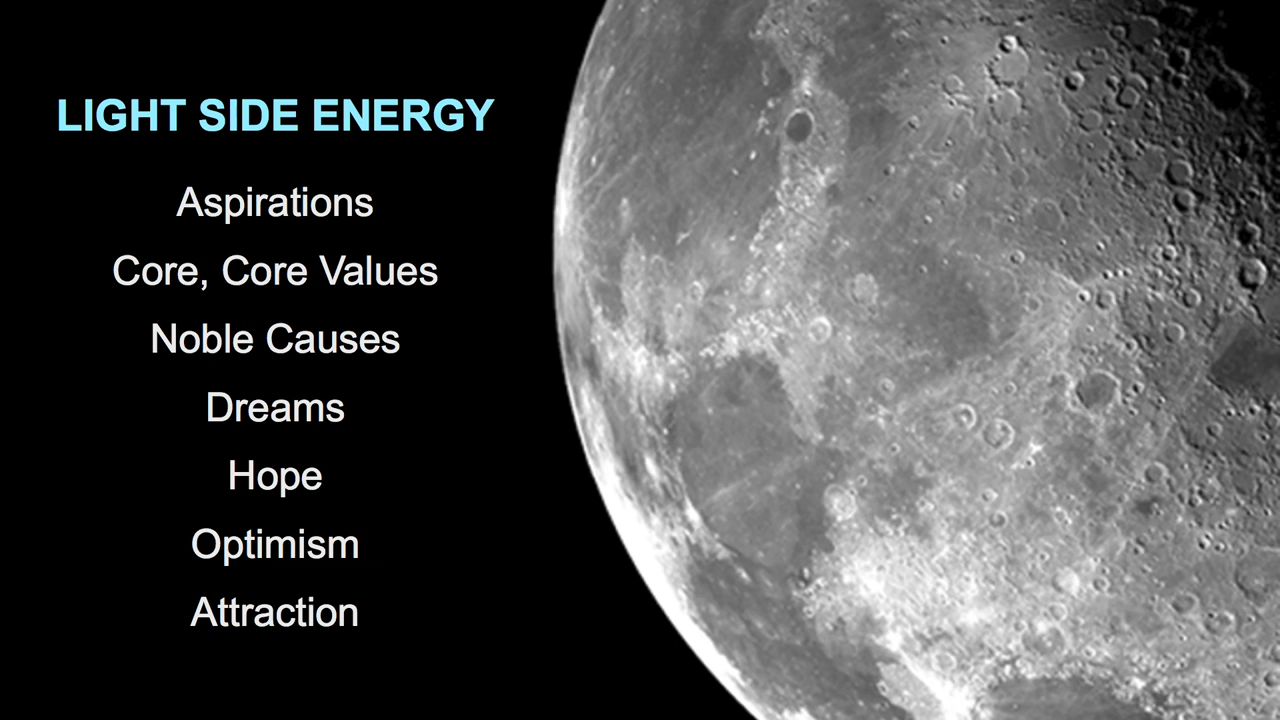 LIGHT SIDE ENERGY
Aspirations
Core, Core Values
Noble Causes
Dreams
Hope
Optimism
Attraction